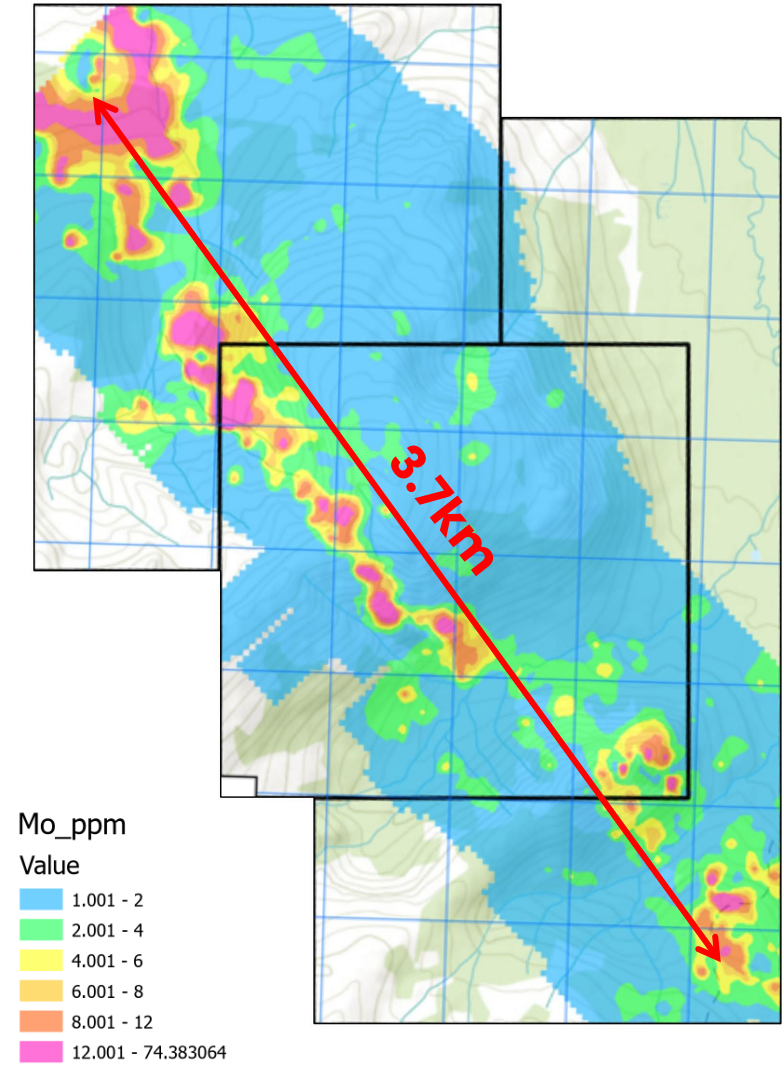 3.7km
Mo_ppm
Value
1.001 - 2
2.001 - 4
4.001 - 6
6.001 - 8
8.001 - 12
12.001 - 74.383064